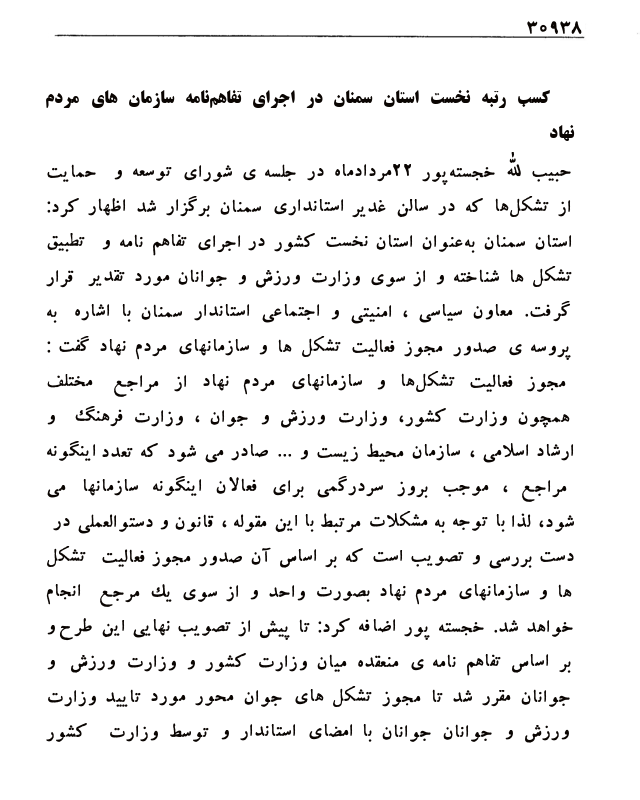 ۳۰۹۳۸
کسب رتبه نخست استان سمنان در اجرای تفاهم‌نامه سازمان های مردم
نهاد
حبیب الله خجسته‌پور ۲۲مردادماه در جلسه ی شورای توسعه و حمایت
از تشکل‌ها که در سالن غدیر استانداری سمنان برگزار شد اظهار کرد:
استان سمنان به‌عنوان استان نخست کشور در اجرای تفاهم نامه و تطبیق
تشکل ها شناخته و از سوی وزارت ورزش و جوانان مورد تقدیر قرار
گرفت. معاون سیاسی ، امنیتی و اجتماعی استاندار سمنان با اشاره به
پروسه ی صدور مجوز فعالیت تشکل ها و سازمانهای مردم نهاد گفت :
مجوز فعالیت تشکل‌ها و سازمانهای مردم نهاد از مراجع مختلف
همچون وزارت کشور، وزارت ورزش و جوان ، وزارت فرهنگ و
ارشاد اسلامی ، سازمان محیط زیست و ... صادر می شود که تعدد اینگونه
مراجع ، موجب بروز سردرگمی برای فعالان اینگونه سازمانها می
شود، لذا با توجه به مشکلات مرتبط با این مقوله ، قانون و دستوالعملی در
دست بررسی و تصویب است که بر اساس آن صدور مجوز فعالیت تشکل
ها و سازمانهای مردم نهاد بصورت واحد و از سوی یك مرجع انجام
خواهد شد. خجسته پور اضافه کرد: تا پیش از تصویب نهایی این طرح و
بر اساس تفاهم نامه ی منعقده میان وزارت کشور و وزارت ورزش و
جوانان مقرر شد تا مجوز تشکل های جوان محور مورد تایید وزارت
ورزش و جوانان جوانان با امضای استاندار و توسط وزارت کشور